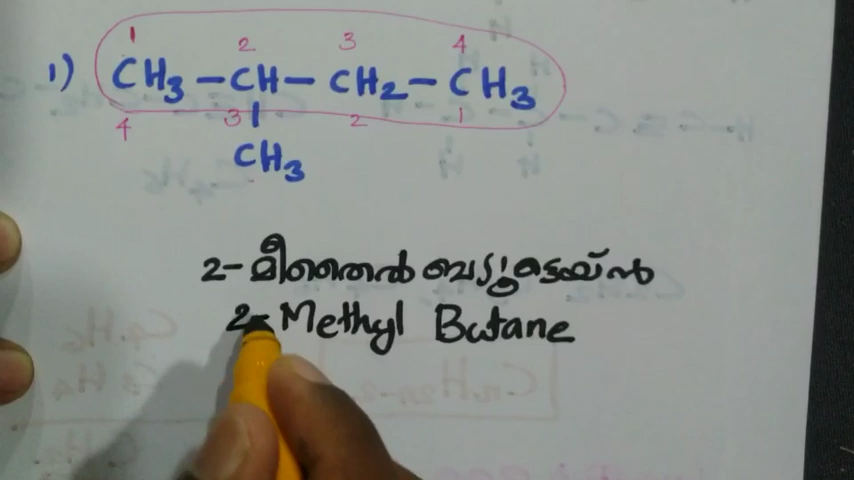 1 2 3 4
1) CH3 – CH – CH2 – CH3
4 3 2 1
CH3
2- മീതൈൽ ബ്യൂട്ടെയ്ൻ
2- Methyl Butane